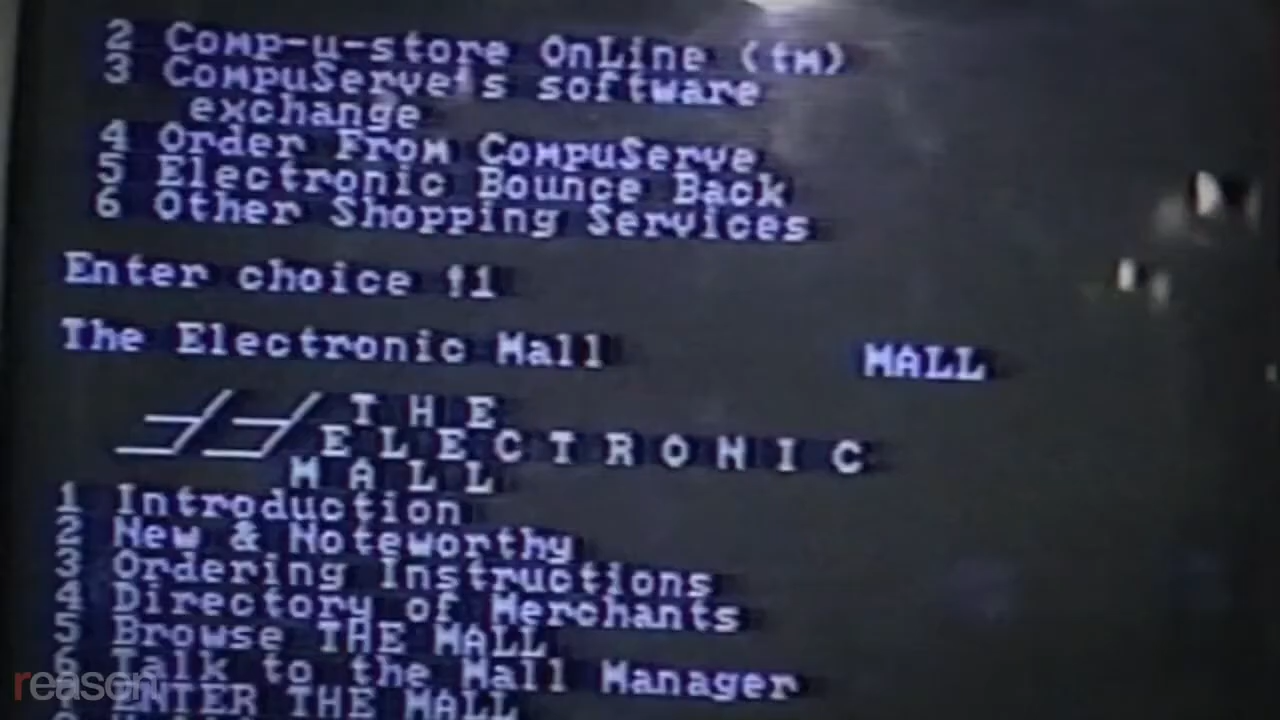 2 Comp-u-store OnLine (tm)
3 CompuServe's software
exchange
4 Order From CompuServe
5 Electronic Bounce Back
6 Other Shopping Services
Enter choice !1
The Electronic Mall MALL
THE
ELECTRONIC
MALL
1 Introduction
2 New & Noteworthy
3 Ordering Instructions
4 Directory of Merchants
5 Browse THE MALL
6 Talk to the Mall Manager
ENTER THE MALL
reason